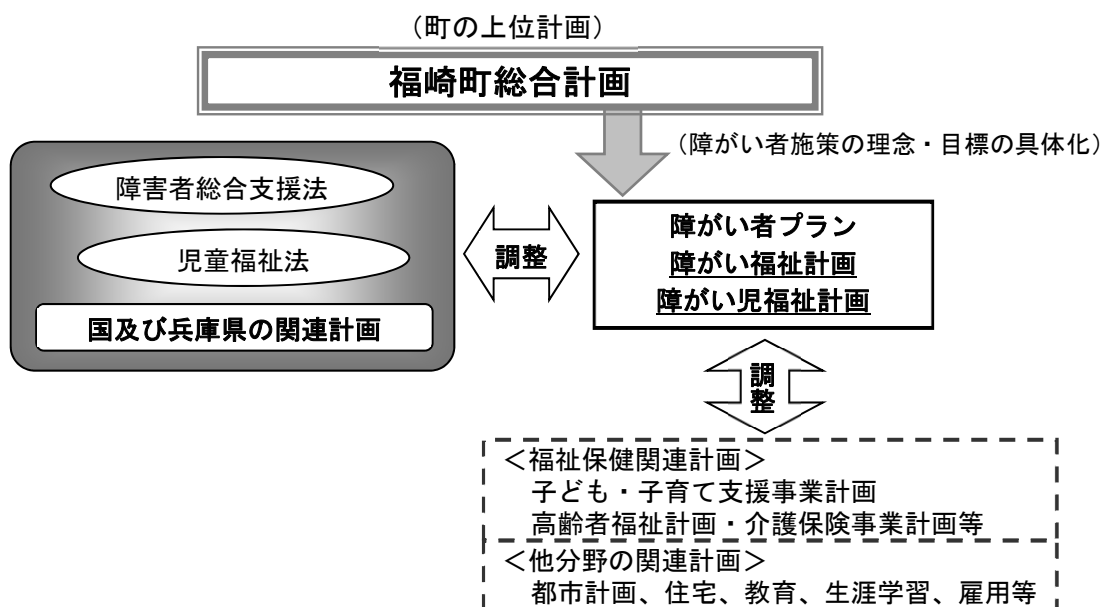 （町の上位計画）
福崎町総合計画
（障がい者施策の理念・目標の具体化）
障害者総合支援法
児童福祉法
国及び兵庫県の関連計画
調整
障がい者プラン
障がい福祉計画
障がい児福祉計画
調整
＜福祉保健関連計画＞
子ども・子育て支援事業計画
高齢者福祉計画・介護保険事業計画等
＜他分野の関連計画＞
都市計画、住宅、教育、生涯学習、雇用等